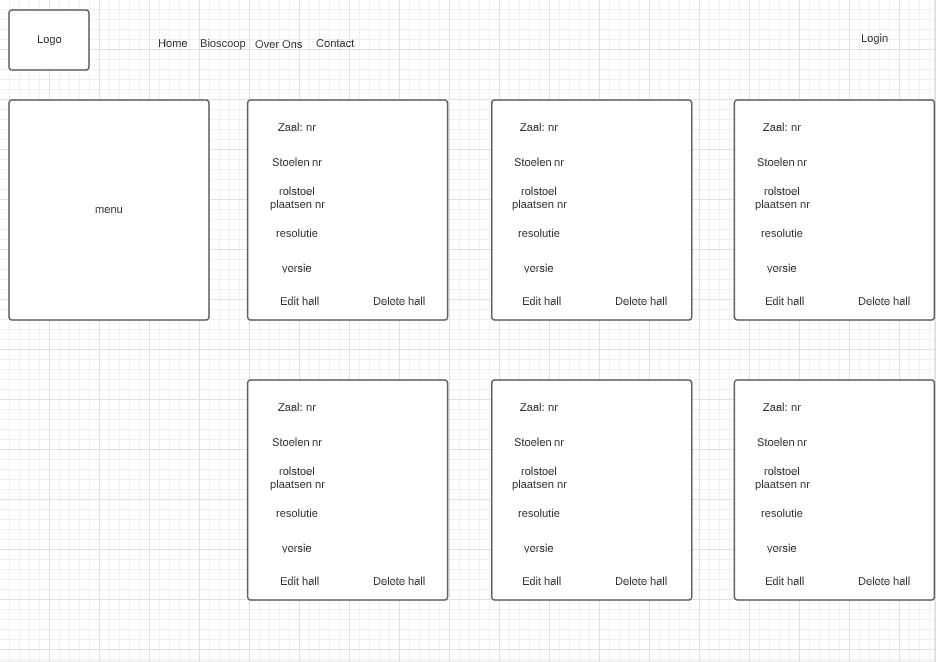 Logo
Home Bioscoop Over Ons Contact
Login
menu
Zaal: nr
Stoelen nr
rolstoel
plaatsen nr
resolutie
versie
Edit hall Delete hall
Zaal: nr
Stoelen nr
rolstoel
plaatsen nr
resolutie
versie
Edit hall Delete hall
Zaal: nr
Stoelen nr
rolstoel
plaatsen nr
resolutie
versie
Edit hall Delete hall
Zaal: nr
Stoelen nr
rolstoel
plaatsen nr
resolutie
versie
Edit hall Delete hall
Zaal: nr
Stoelen nr
rolstoel
plaatsen nr
resolutie
versie
Edit hall Delete hall
Zaal: nr
Stoelen nr
rolstoel
plaatsen nr
resolutie
versie
Edit hall Delete hall